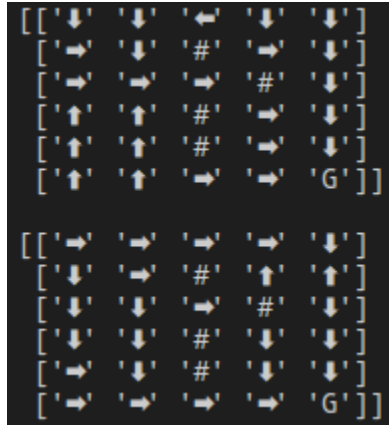 [['⬇' '⬇' '⬅' '⬇' '⬇']
['➡' '⬇' '#' '➡' '⬇']
['➡' '➡' '➡' '#' '⬇']
['⬆' '⬆' '#' '➡' '⬇']
['⬆' '⬆' '#' '➡' '⬇']
['⬆' '⬆' '➡' '➡' 'G']]
[['➡' '➡' '➡' '➡' '⬇']
['⬇' '➡' '#' '⬆' '⬆']
['⬇' '⬇' '➡' '#' '⬇']
['⬇' '⬇' '#' '⬇' '⬇']
['➡' '⬇' '#' '⬇' '⬇']
['➡' '➡' '➡' '➡' 'G']]